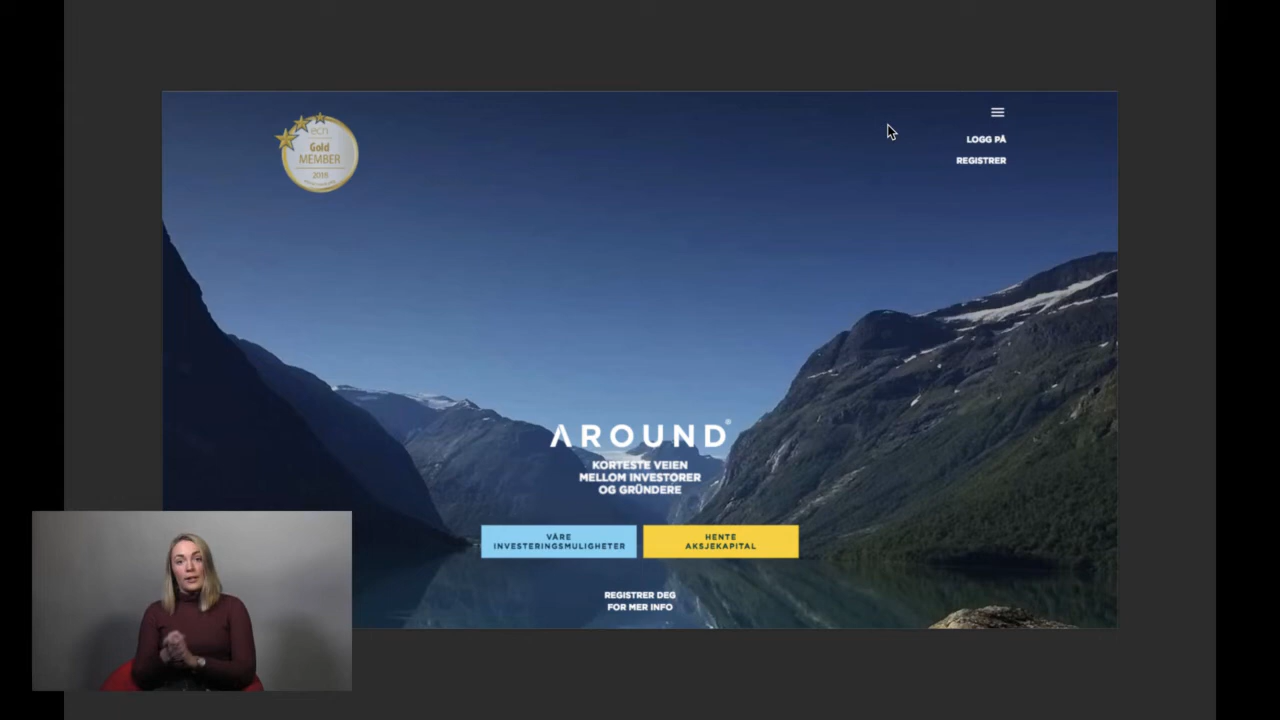 ecn
Gold
MEMBER
2018
LOGG PÅ
REGISTRER
AROUND®
KORTESTE VEIEN
MELLOM INVESTORER
OG GRÜNDERE
VÅRE
INVESTERINGSMULIGHETER
HENTE
AKSJEKAPITAL
REGISTRER DEG
FOR MER INFO